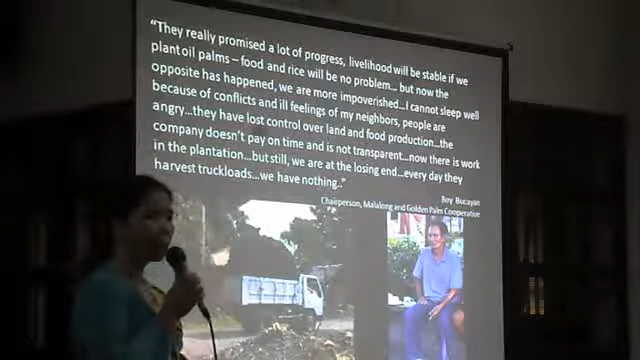 “They really promised a lot of progress, livelihood will be stable if we
plant oil palms – food and rice will be no problem... but now the
opposite has happened, we are more impoverished...I cannot sleep well
because of conflicts and ill feelings of my neighbors, people are
angry...they have lost control over land and food production...the
company doesn’t pay on time and is not transparent...now there is work
in the plantation...but still, we are at the losing end...every day they
harvest truckloads...we have nothing..”
Boy Bucayan
Chairperson, Malalong and Golden Palm Cooperative